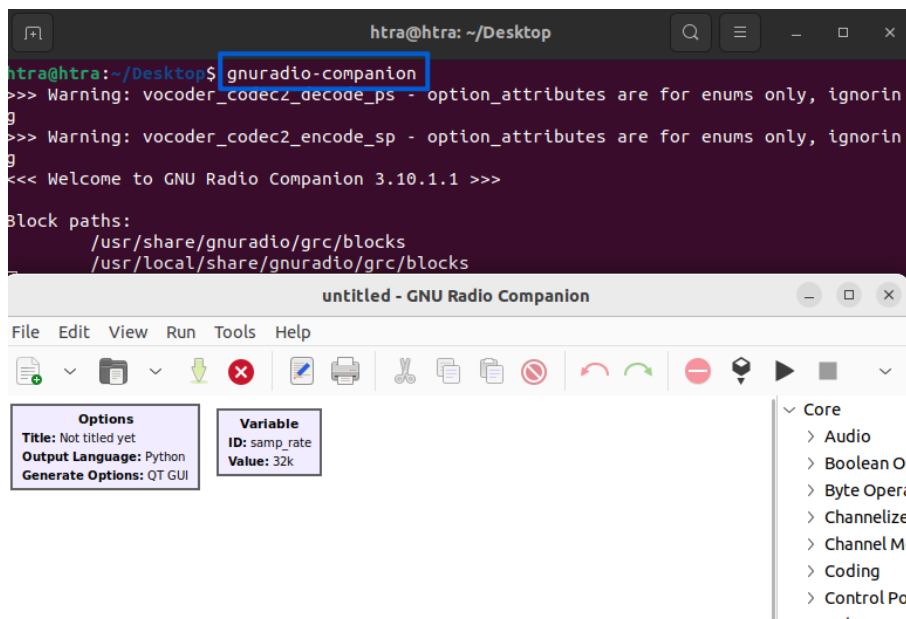 htra@htra: ~/Desktop
htra@htra:~/Desktop$ gnuradio-companion
>>> Warning: vocoder_codec2_decode_ps - option_attributes are for enums only, ignorin
g
>>> Warning: vocoder_codec2_encode_sp - option_attributes are for enums only, ignorin
g
<<< Welcome to GNU Radio Companion 3.10.1.1 >>>
Block paths:
/usr/share/gnuradio/grc/blocks
/usr/local/share/gnuradio/grc/blocks
untitled - GNU Radio Companion
File Edit View Run Tools Help
Options
Title: Not titled yet
Output Language: Python
Generate Options: QT GUI
Variable
ID: samp_rate
Value: 32k
Core
Audio
Boolean O
Byte Opera
Channelize
Channel M
Coding
Control Po